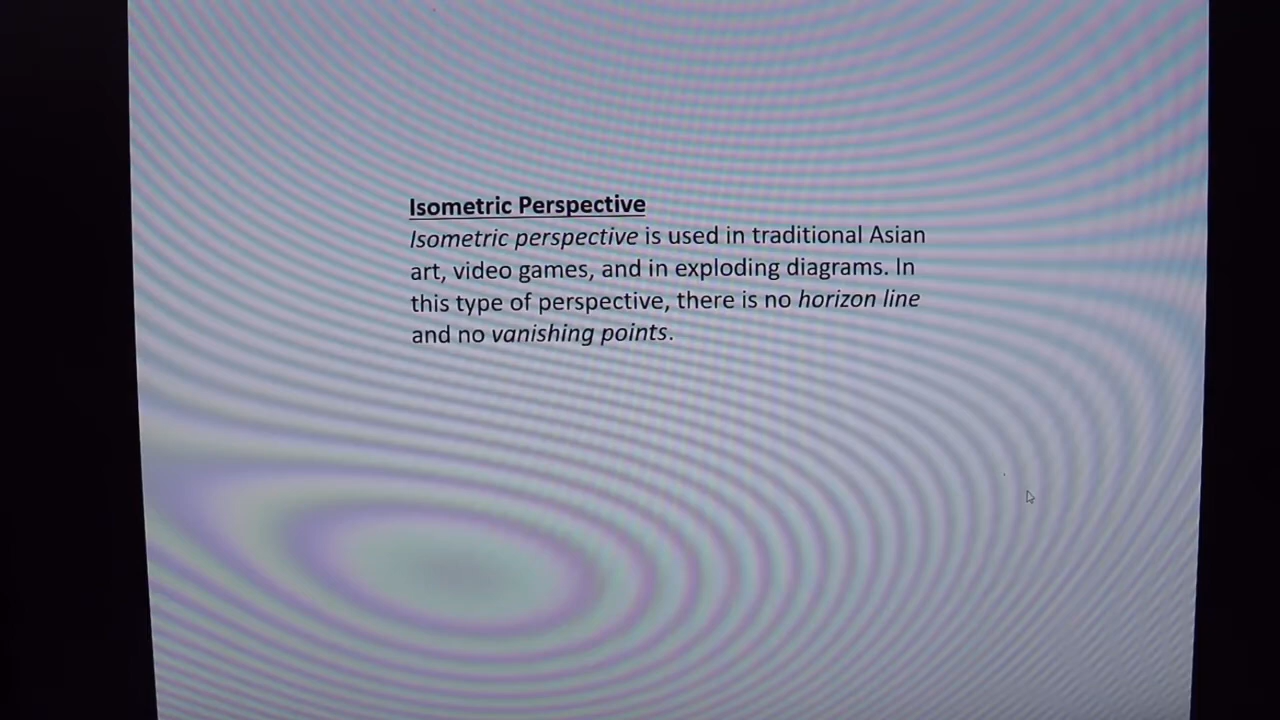 Isometric Perspective
Isometric perspective is used in traditional Asian
art, video games, and in exploding diagrams. In
this type of perspective, there is no horizon line
and no vanishing points.